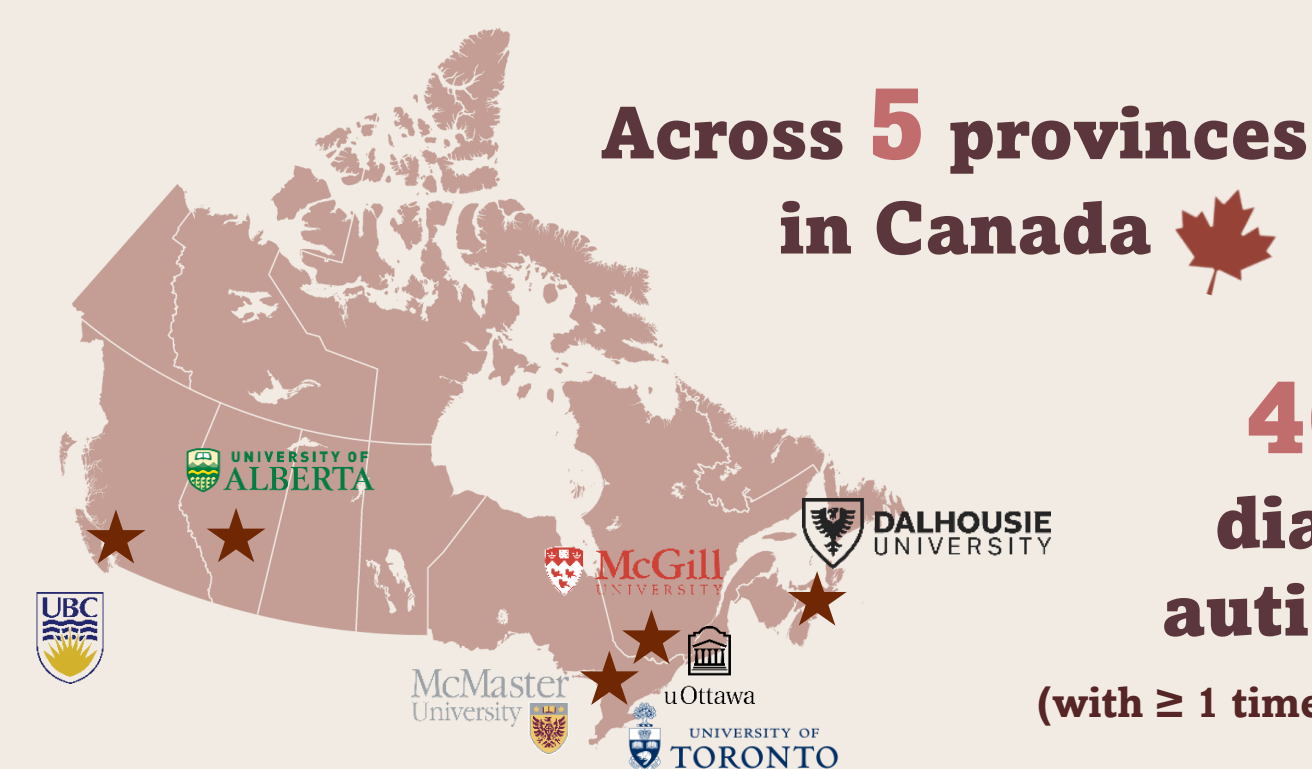 Across 5 provinces
in Canada
UNIVERSITY OF
ALBERTA
DALHOUSIE
UNIVERSITY
McGill
UNIVERSITY
UBC
McMaster
University
uOttawa
UNIVERSITY OF
TORONTO
(with ≥ 1 time